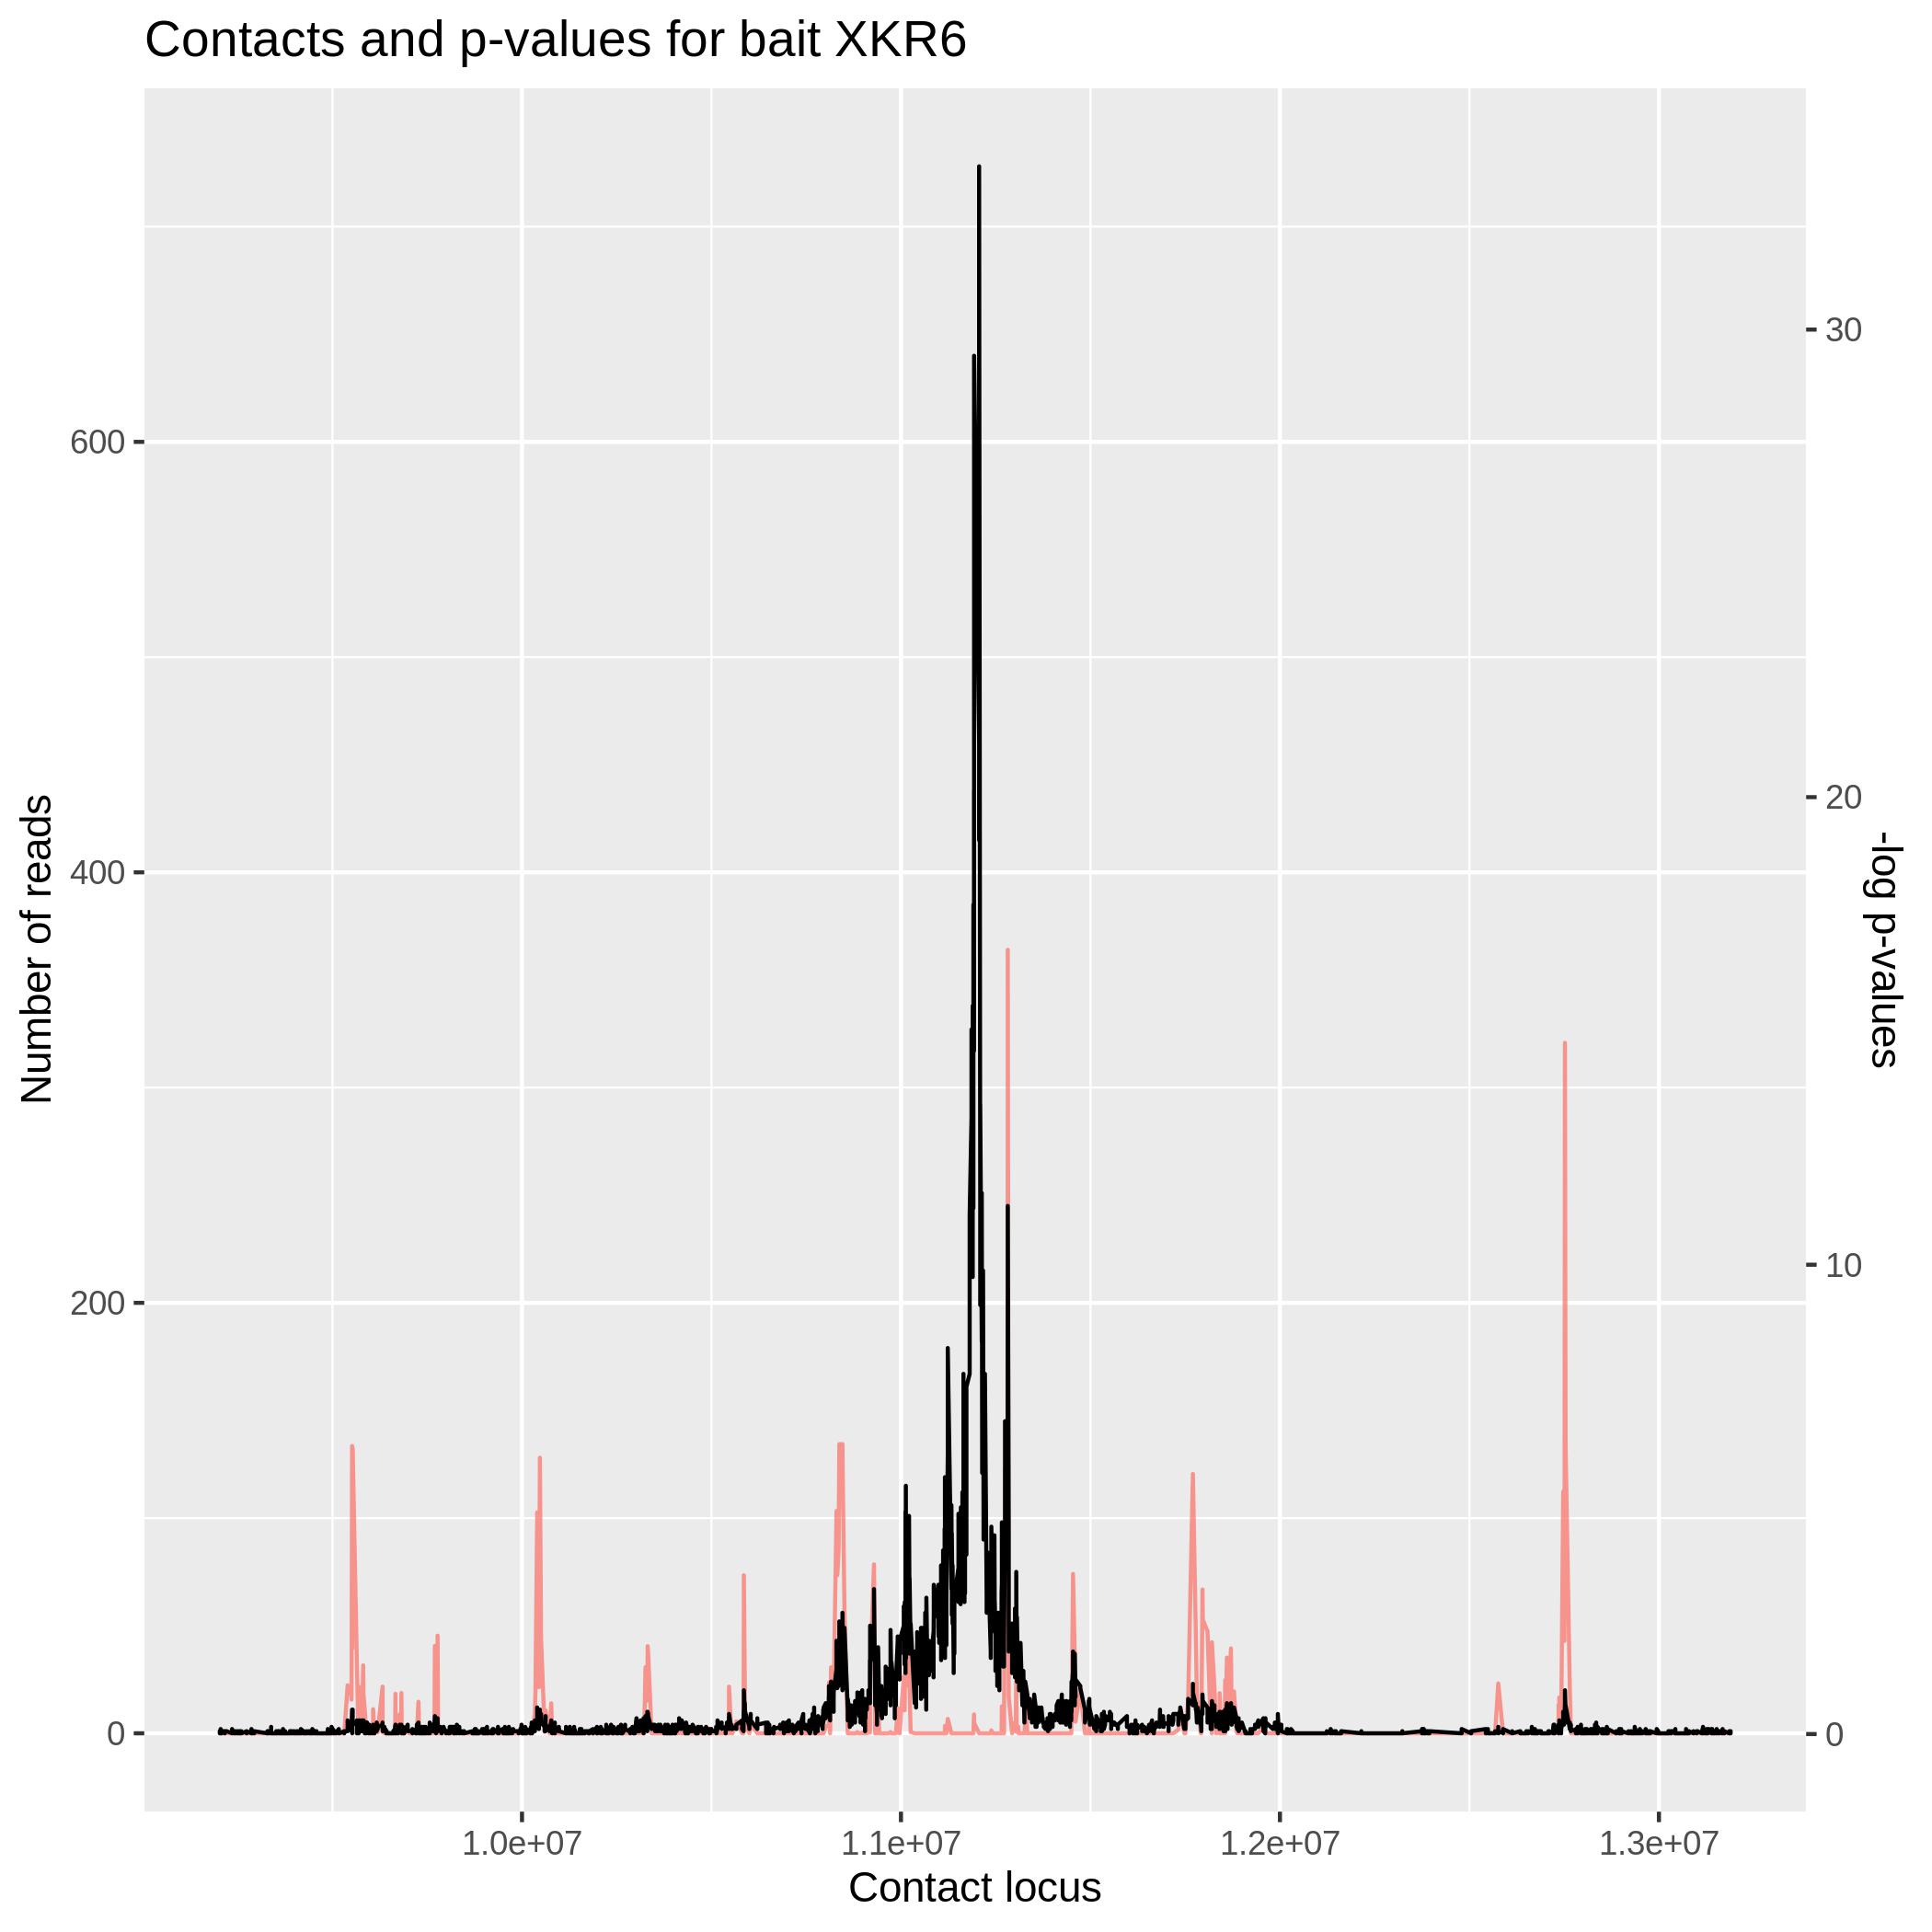 Contacts and p-values for bait XKR6
Number of reads
600
400
200
0
30
20
10
0
-log p-values
1.0e+07
1.1e+07
1.2e+07
1.3e+07
Contact locus